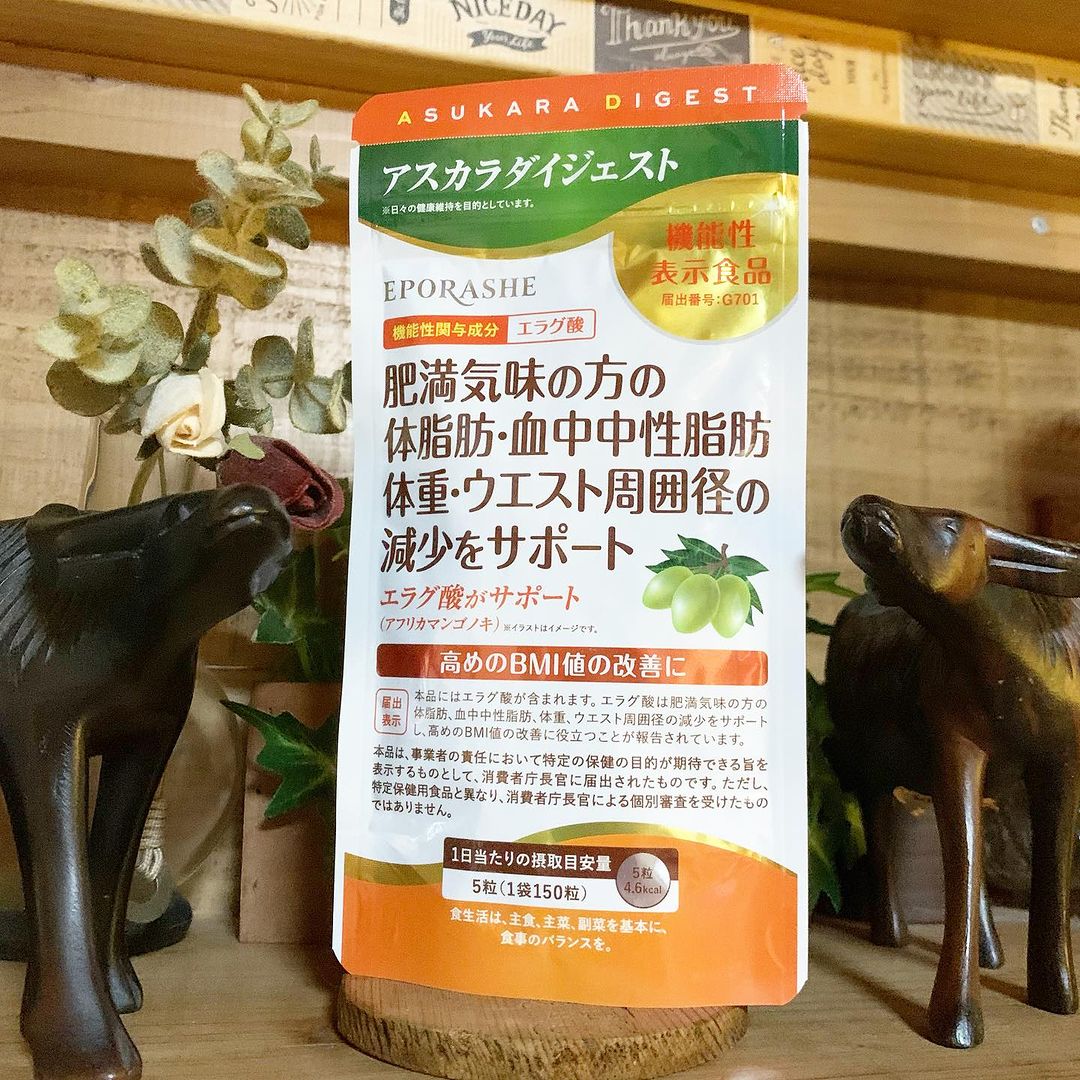 NICEDAY
Your Life
Thank you
ASUKARA DIGEST
アスカラダイジェスト
※日々の健康維持を目的としています。
機能性
表示食品
届出番号:G701
EPORASHE
機能性関与成分 エラグ酸
肥満気味の方の
体脂肪・血中中性脂肪
体重・ウエスト周囲径の
減少をサポート
エラグ酸がサポート
(アフリカマンゴノキ) ※イラストはイメージです。
高めのBMI値の改善に
届出
表示
本品にはエラグ酸が含まれます。エラグ酸は肥満気味の方の
体脂肪、血中中性脂肪、体重、ウエスト周囲径の減少をサポート
し、高めのBMI値の改善に役立つことが報告されています。
本品は、事業者の責任において特定の保健の目的が期待できる旨を
表示するものとして、消費者庁長官に届出されたものです。ただし、
特定保健用食品と異なり、消費者庁長官による個別審査を受けたもの
ではありません。
1日当たりの摂取目安量
5粒(1袋150粒)
5粒
4.6kcal
食生活は、主食、主菜、副菜を基本に、
食事のバランスを。